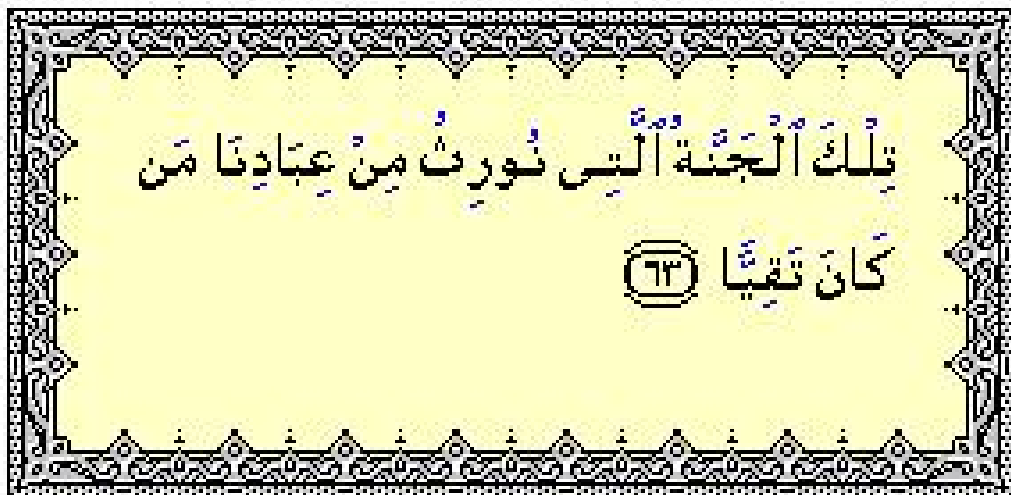 تِلْكَ ٱلْجَنَّةُ ٱلَّتِى نُورِثُ مِنْ عِبَادِنَا مَن
كَانَ تَقِيًّا ٦٣